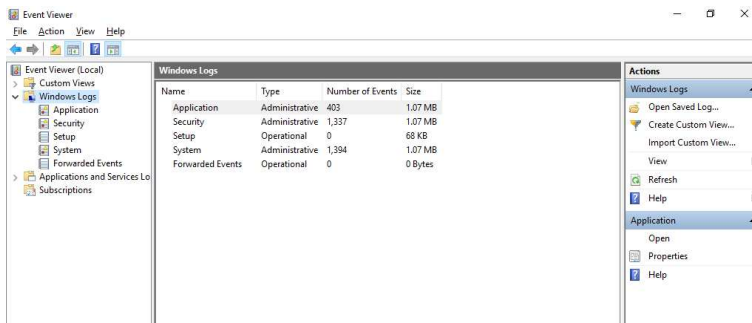 Event Viewer
File Action View Help
Event Viewer (Local)
Custom Views
Windows Logs
Application
Security
Setup
System
Forwarded Events
Applications and Services Lo
Subscriptions
Windows Logs
Name Type Number of Events Size
Application Administrative 403 1.07 MB
Security Administrative 1,337 1.07 MB
Setup Operational 0 68 KB
System Administrative 1,394 1.07 MB
Forwarded Events Operational 0 0 Bytes
Actions
Windows Logs
Open Saved Log...
Create Custom View...
Import Custom View...
View
Refresh
Help
Application
Open
Properties
Help